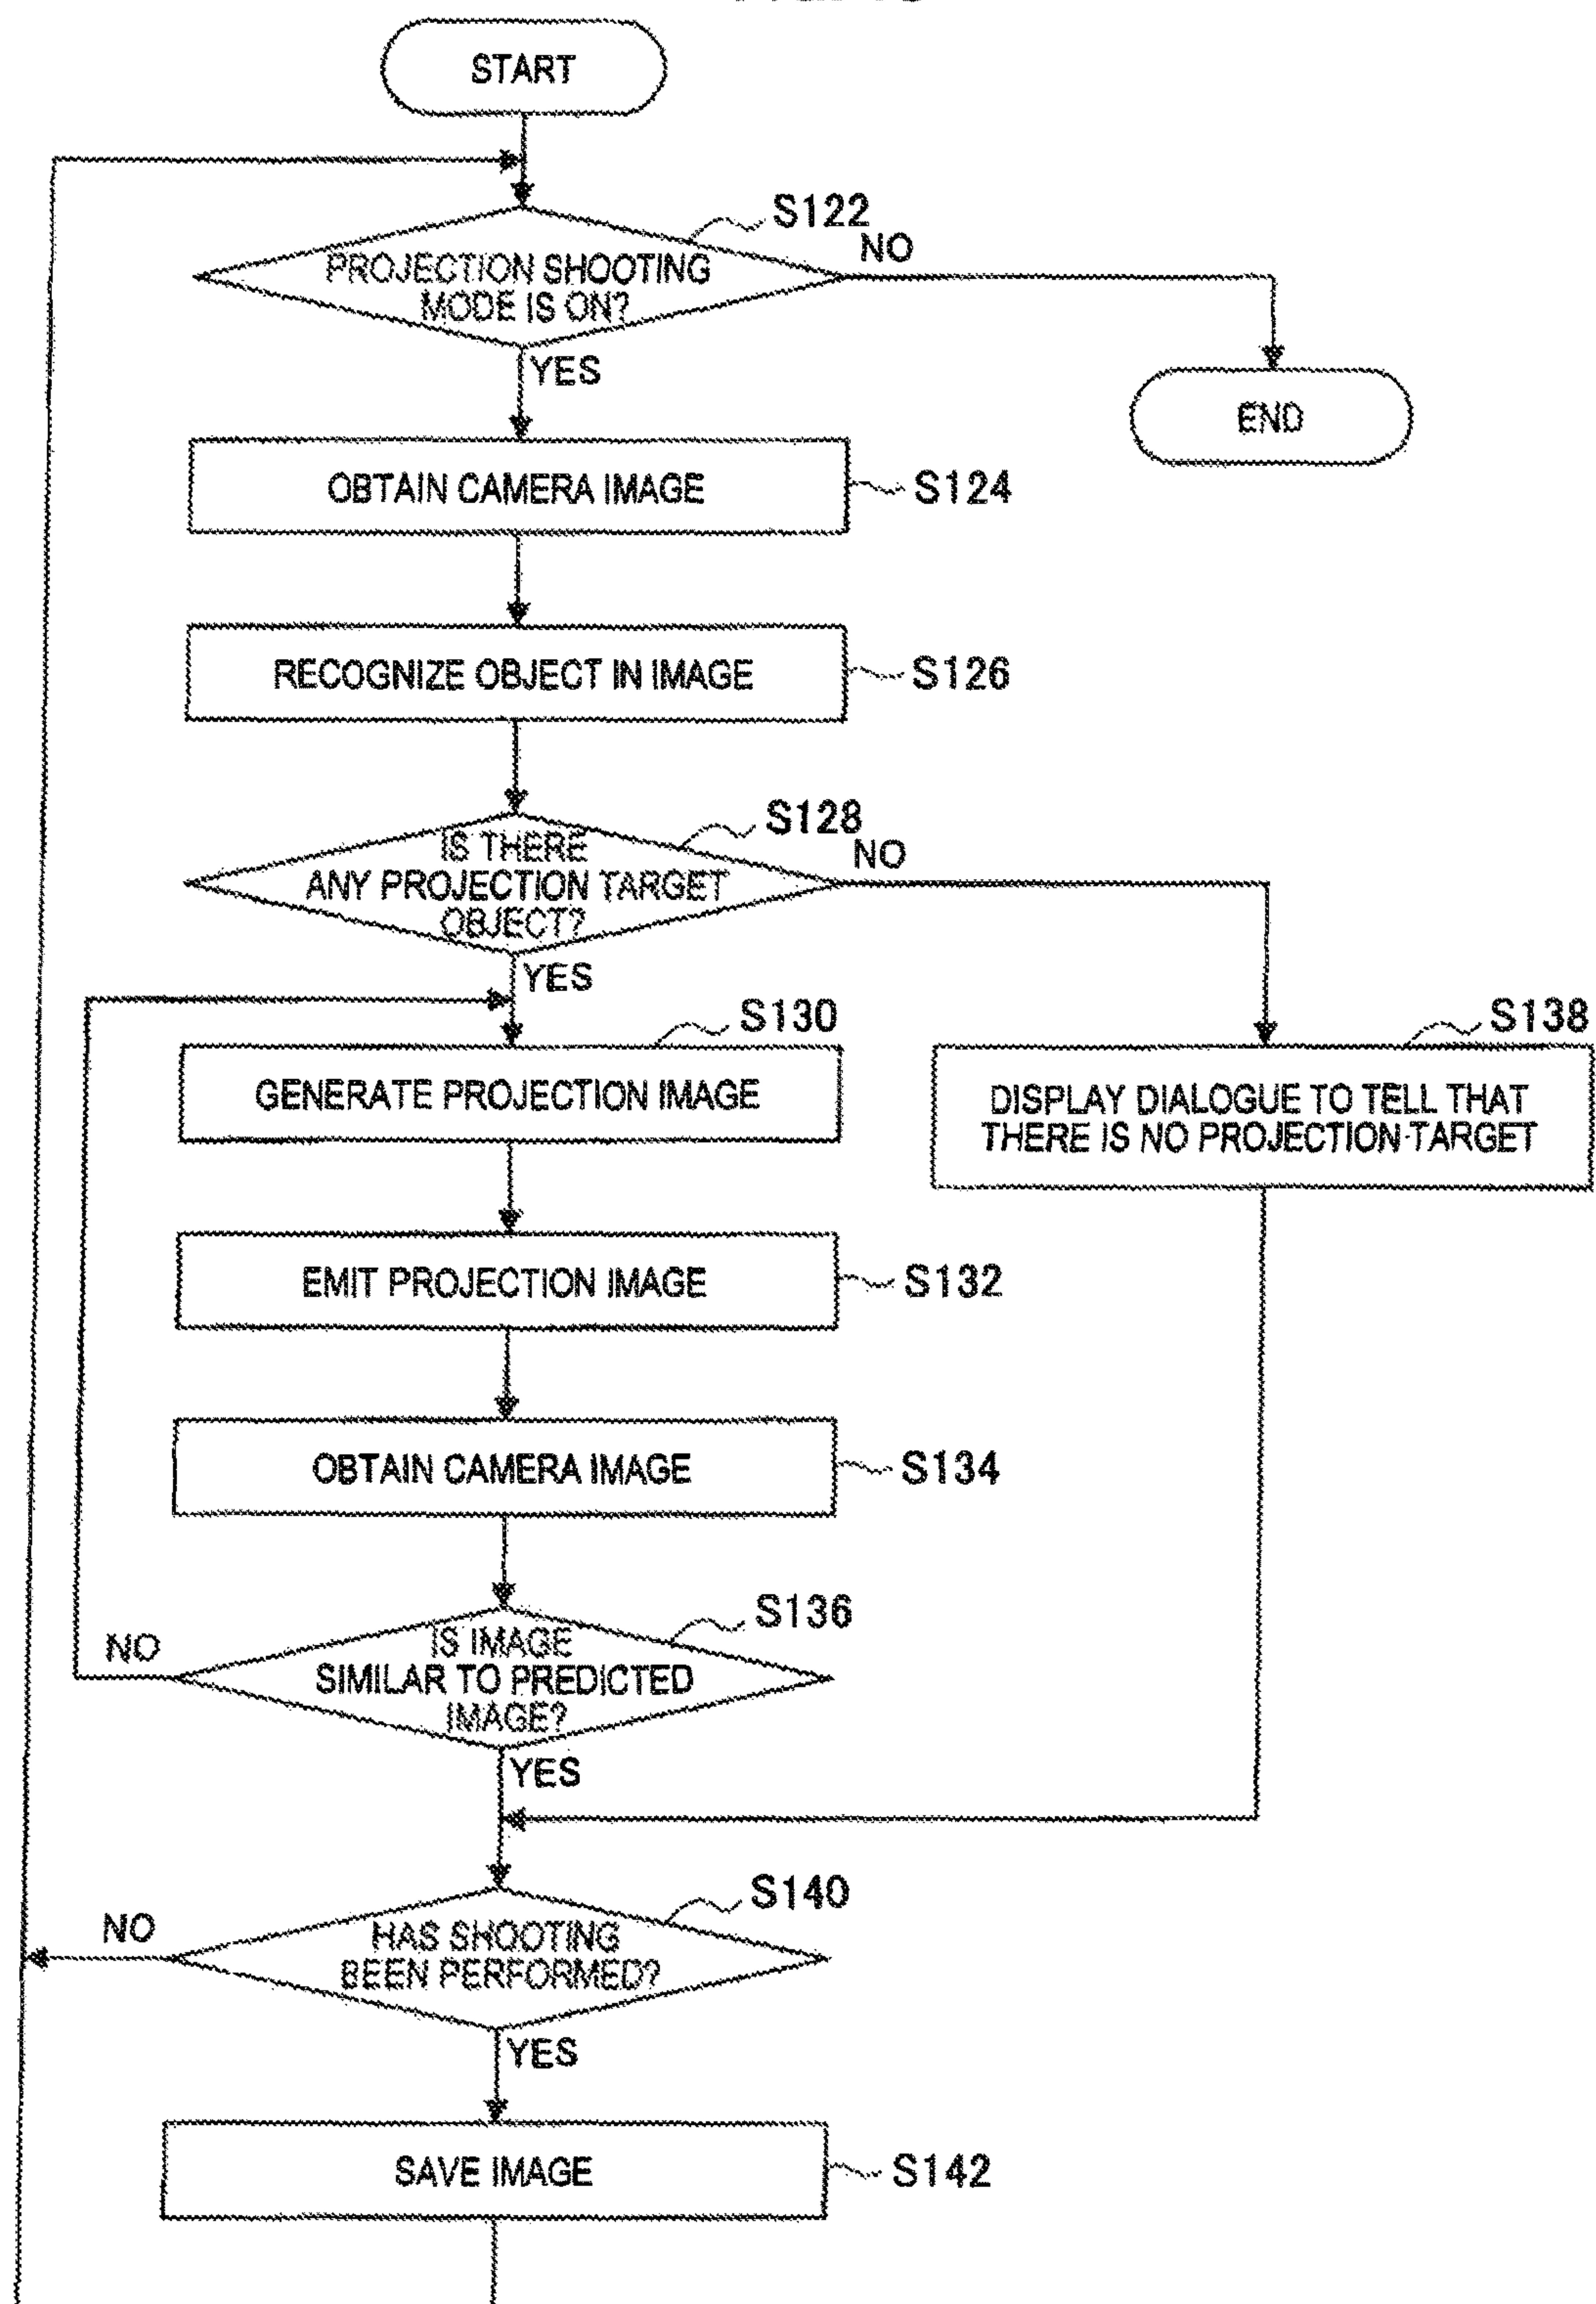 START
S122
NO
PROJECTION SHOOTING
MODE IS ON?
YES
END
OBTAIN CAMERA IMAGE
S124
RECOGNIZE OBJECT IN IMAGE
S126
S128
NO
IS THERE
ANY PROJECTION TARGET
OBJECT?
YES
S130
S138
GENERATE PROJECTION IMAGE
DISPLAY DIALOGUE TO TELL THAT
THERE IS NO PROJECTION TARGET
EMIT PROJECTION IMAGE
S132
OBTAIN CAMERA IMAGE
S134
S136
NO
IS IMAGE
SIMILAR TO PREDICTED
IMAGE?
YES
S140
NO
HAS SHOOTING
BEEN PERFORMED?
YES
SAVE IMAGE
S142